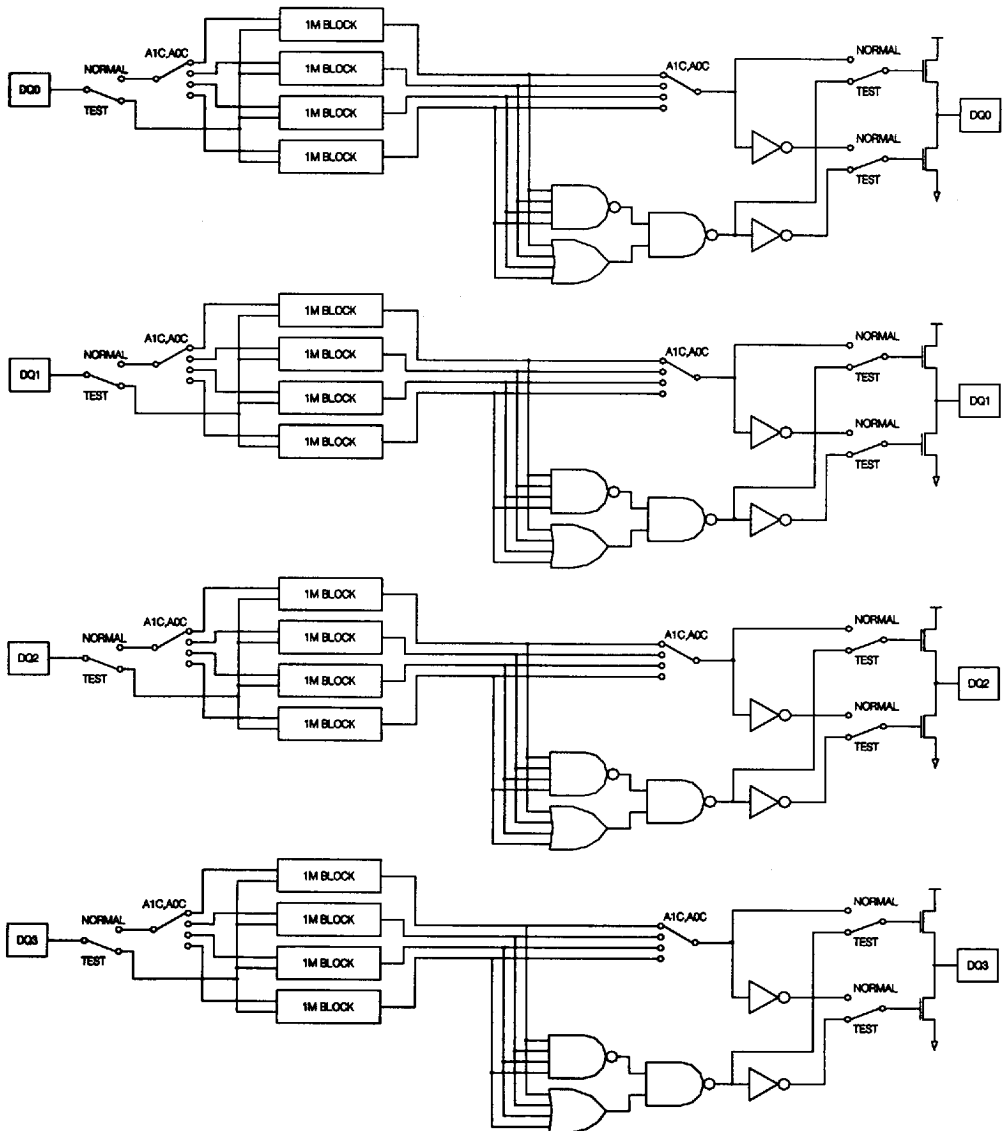 1M BLOCK
A1C,A0C
NORMAL
1M BLOCK
A1C,A0C
NORMAL
DQ0
TEST
1M BLOCK
TEST
DQ0
1M BLOCK
NORMAL
TEST
1M BLOCK
A1C,A0C
NORMAL
1M BLOCK
A1C,A0C
NORMAL
DQ1
TEST
1M BLOCK
TEST
DQ1
1M BLOCK
NORMAL
TEST
1M BLOCK
A1C,A0C
NORMAL
1M BLOCK
A1C,A0C
NORMAL
DQ2
TEST
1M BLOCK
TEST
DQ2
1M BLOCK
NORMAL
TEST
1M BLOCK
A1C,A0C
NORMAL
1M BLOCK
A1C,A0C
NORMAL
DQ3
TEST
1M BLOCK
TEST
DQ3
1M BLOCK
NORMAL
TEST